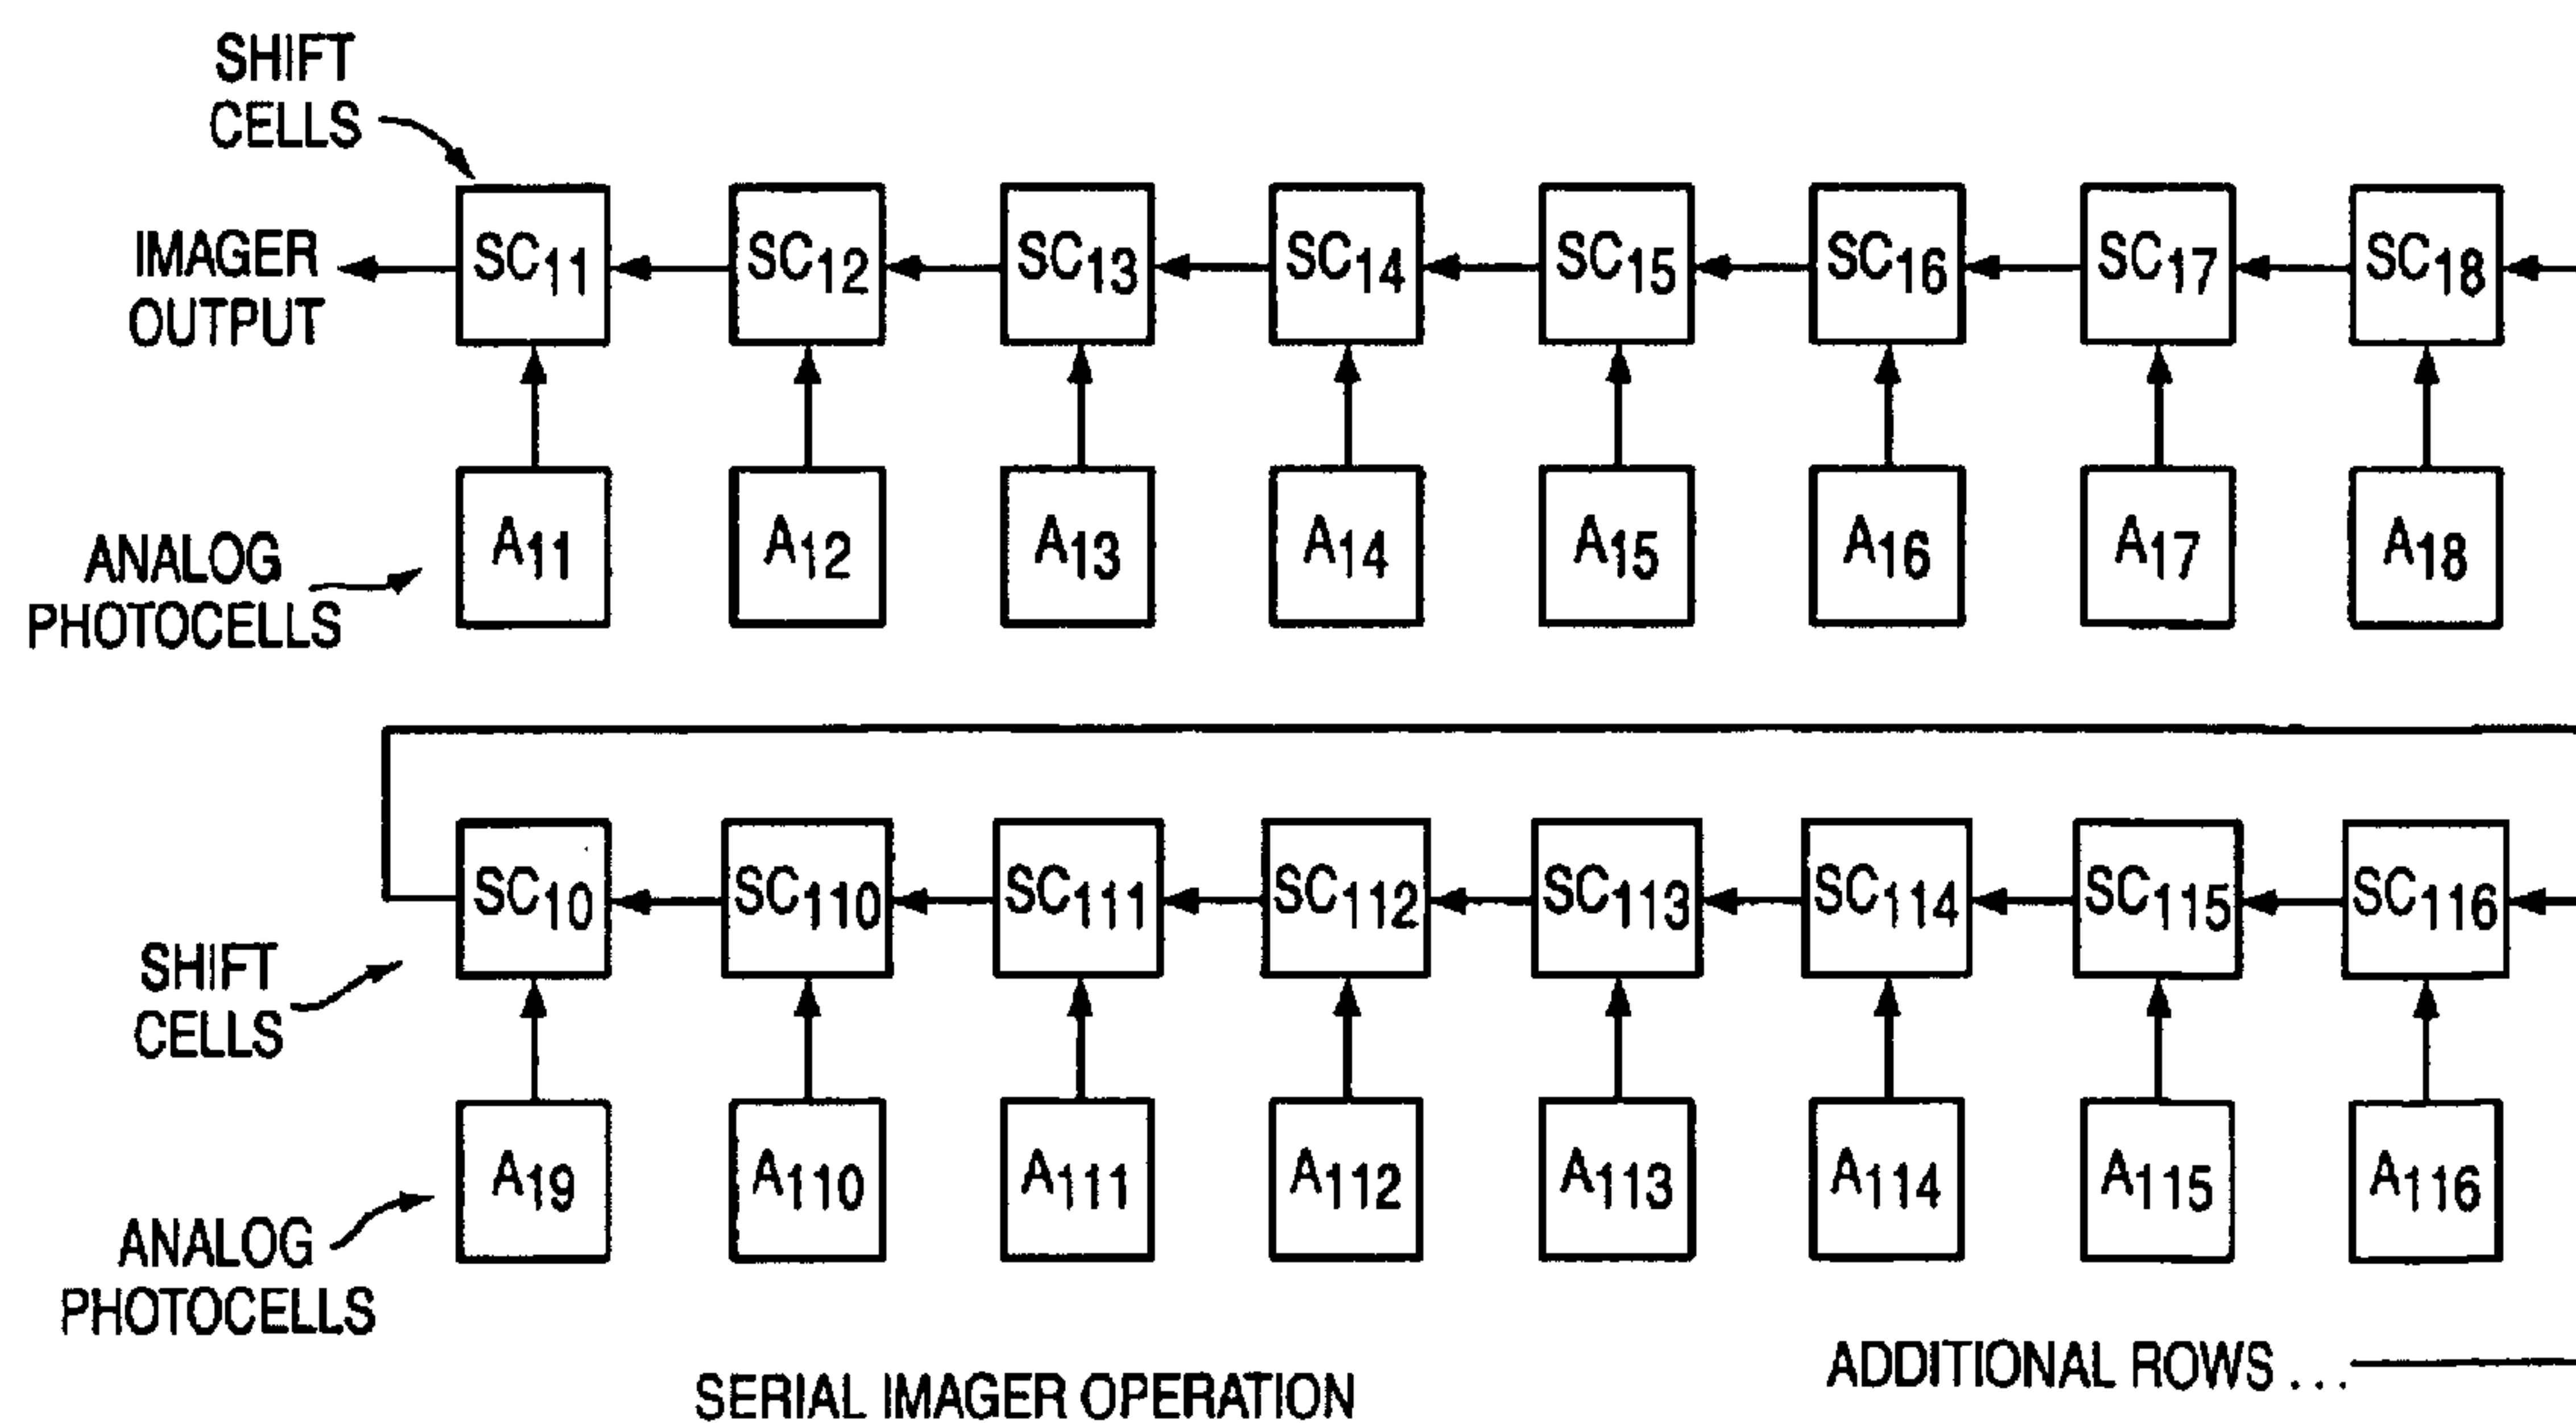 SHIFT
CELLS
IMAGER
OUTPUT
SC11 SC12 SC13 SC14 SC15 SC16 SC17 SC18
ANALOG
PHOTOCELLS
A11 A12 A13 A14 A15 A16 A17 A18
SC10 SC110 SC111 SC112 SC113 SC114 SC115 SC116
SHIFT
CELLS
A19 A110 A111 A112 A113 A114 A115 A116
ANALOG
PHOTOCELLS
ADDITIONAL ROWS . . .
SERIAL IMAGER OPERATION